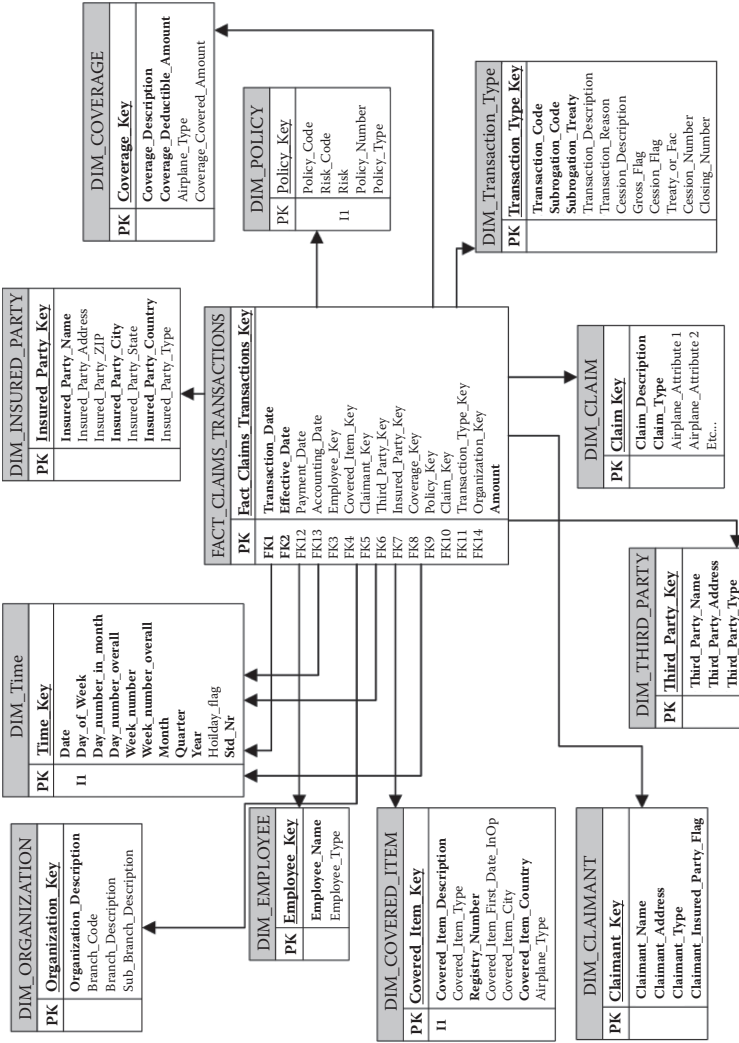 DIM_ORGANIZATION
PK Organization_Key
Organization_Description
Branch_Code
Branch_Description
Sub_Branch_Description
DIM_Time
PK Time_Key
Date
I1 Day_of_Week
Day_number_in_month
Day_number_overall
Week_number
Week_number_overall
Month
Quarter
Year
Hoilday_flag
Std_Nr
DIM_INSURED_PARTY
PK Insured_Party_Key
Insured_Party_Name
Insured_Party_Address
Insured_Party_ZIP
Insured_Party_City
Insured_Party_State
Insured_Party_Country
Insured_Party_Type
DIM_COVERAGE
PK Coverage_Key
Coverage_Description
Coverage_Deductible_Amount
Airplane_Type
Coverage_Covered_Amount
DIM_EMPLOYEE
PK Employee_Key
Employee_Name
Employee_Type
FACT_CLAIMS_TRANSACTIONS
PK Fact_Claims_Transactions_Key
FK1 Transaction_Date
FK2 Effective_Date
FK12 Payment_Date
FK13 Accounting_Date
FK3 Employee_Key
FK4 Covered_Item_Key
FK5 Claimant_Key
FK6 Third_Party_Key
FK7 Insured_Party_Key
FK8 Coverage_Key
FK9 Policy_Key
FK10 Claim_Key
FK11 Transaction_Type_Key
FK14 Organization_Key
Amount
DIM_POLICY
PK Policy_Key
Policy_Code
Risk_Code
I1 Risk
Policy_Number
Policy_Type
DIM_COVERED_ITEM
PK Covered_Item_Key
I1 Covered_Item_Description
Covered_Item_Type
Registry_Number
Covered_Item_First_Date_InOp
Covered_Item_City
Covered_Item_Country
Airplane_Type
DIM_Transaction_Type
PK Transaction_Type_Key
Transaction_Code
Subrogation_Code
Subrogation_Treaty
Transaction_Description
Transaction_Reason
Cession_Description
Gross_Flag
Cession_Flag
Treaty_or_Fac
Cession_Number
Closing_Number
DIM_CLAIMANT
PK Claimant_Key
Claimant_Name
Claimant_Address
Claimant_Type
Claimant_Insured_Party_Flag
DIM_THIRD_PARTY
PK Third_Party_Key
Third_Party_Name
Third_Party_Address
Third_Party_Type
DIM_CLAIM
PK Claim_Key
Claim_Description
Claim_Type
Airplane_Attribute 1
Airplane_Attribute 2
Etc...